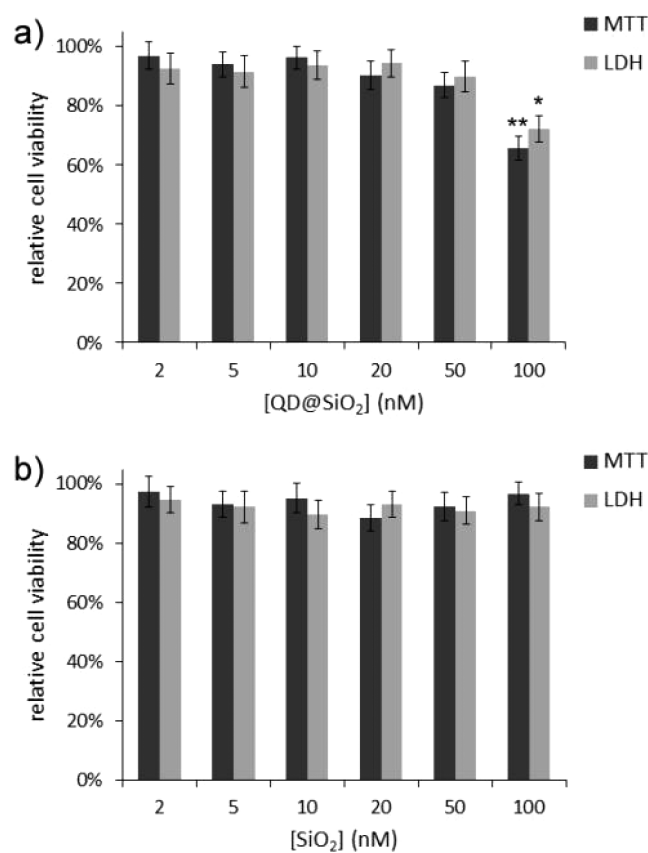 a)
MTT
LDH
100%
80%
60%
40%
20%
0%
relative cell viability
** *
2 5 10 20 50 100
[QD@SiO₂] (nM)
b)
MTT
LDH
100%
80%
60%
40%
20%
0%
relative cell viability
2 5 10 20 50 100
[SiO₂] (nM)